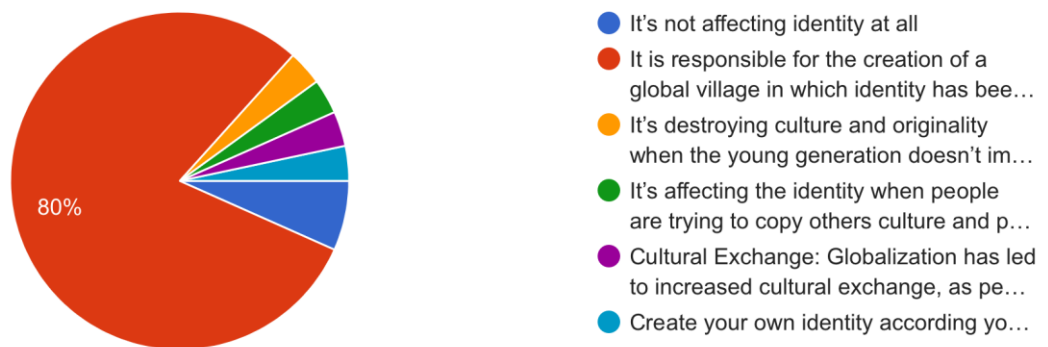 80%
It’s not affecting identity at all
It is responsible for the creation of a
global village in which identity has bee…
It’s destroying culture and originality
when the young generation doesn’t im…
It’s affecting the identity when people
are trying to copy others culture and p…
Cultural Exchange: Globalization has led
to increased cultural exchange, as pe…
Create your own identity according yo…